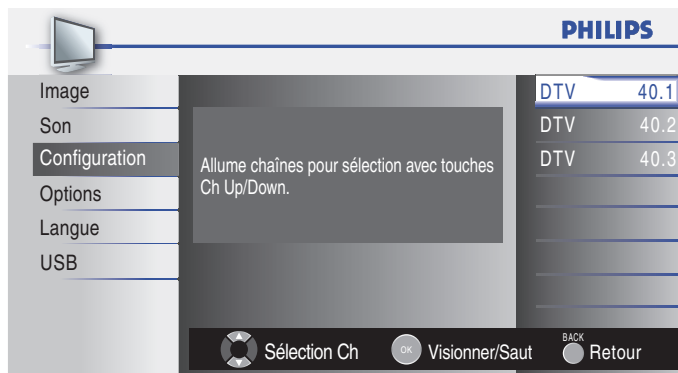 PHILIPS
Image
Son
Configuration
Options
Langue
USB
Allume chaînes pour sélection avec touches
Ch Up/Down.
DTV 40.1
DTV 40.2
DTV 40.3
Sélection Ch
OK
Visionner/Saut
BACK
Retour